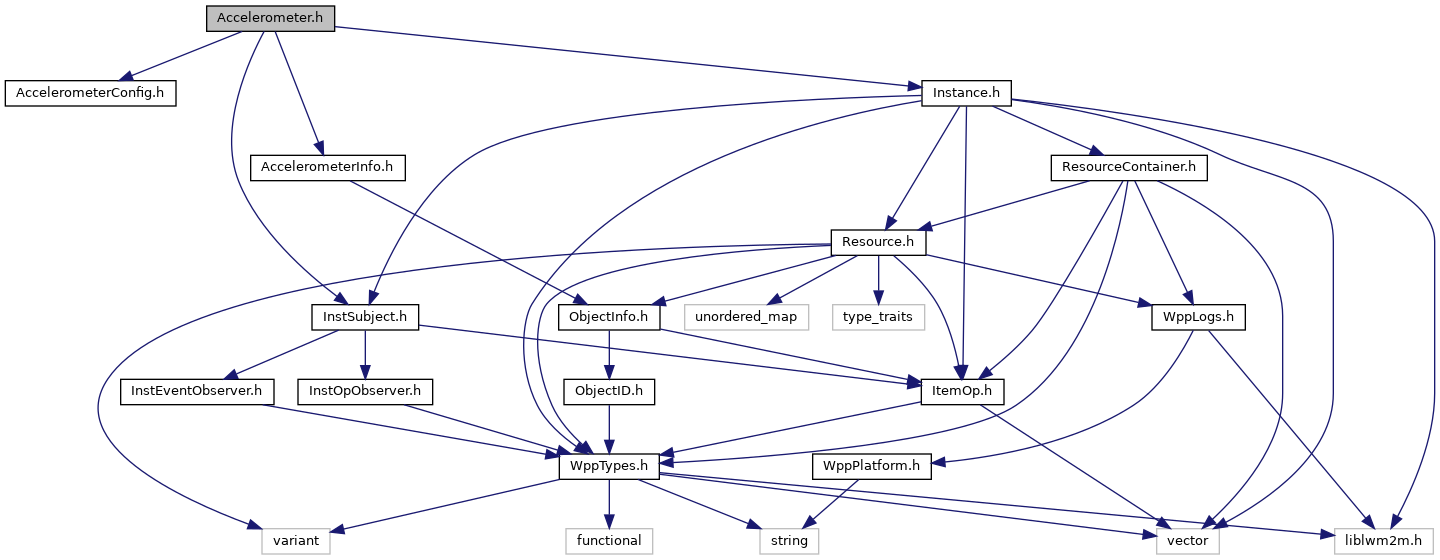 Accelerometer.h
AccelerometerConfig.h
Instance.h
AccelerometerInfo.h
ResourceContainer.h
Resource.h
InstSubject.h
ObjectInfo.h
unordered_map
type_traits
WppLogs.h
InstEventObserver.h
InstOpObserver.h
ObjectID.h
ItemOp.h
WppTypes.h
WppPlatform.h
variant
functional
string
vector
liblwm2m.h